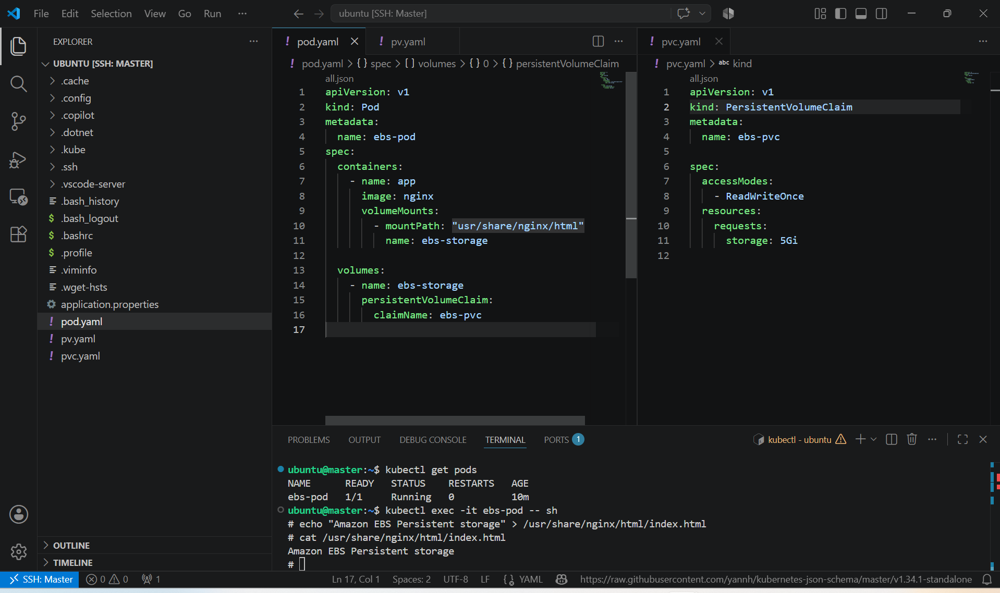 File Edit Selection View Go Run ···
ubuntu [SSH: Master]
EXPLORER
UBUNTU [SSH: MASTER]
.cache
.config
.copilot
.dotnet
.kube
.ssh
.vscode-server
.bash_history
.bash_logout
.bashrc
.profile
.viminfo
.wget-hsts
application.properties
pod.yaml
pv.yaml
pvc.yaml
OUTLINE
TIMELINE
pod.yaml
pv.yaml
pod.yaml > {} spec > [] volumes > {} 0 > {} persistentVolumeClaim
all.json
1 apiVersion: v1
2 kind: Pod
3 metadata:
4 name: ebs-pod
5 spec:
6 containers:
7 - name: app
8 image: nginx
9 volumeMounts:
10 - mountPath: "usr/share/nginx/html"
11 name: ebs-storage
12
13 volumes:
14 - name: ebs-storage
15 persistentVolumeClaim:
16 claimName: ebs-pvc
17
pvc.yaml
pvc.yaml > abc kind
all.json
1 apiVersion: v1
2 kind: PersistentVolumeClaim
3 metadata:
4 name: ebs-pvc
5
6 spec:
7 accessModes:
8 - ReadWriteOnce
9 resources:
10 requests:
11 storage: 5Gi
12
PROBLEMS OUTPUT DEBUG CONSOLE TERMINAL PORTS 1
kubectl - ubuntu
ubuntu@master:~$ kubectl get pods
NAME READY STATUS RESTARTS AGE
ebs-pod 1/1 Running 0 10m
ubuntu@master:~$ kubectl exec -it ebs-pod -- sh
# echo "Amazon EBS Persistent storage" > /usr/share/nginx/html/index.html
# cat /usr/share/nginx/html/index.html
Amazon EBS Persistent storage
#
SSH: Master 0 0 1 Ln 17, Col 1 Spaces: 2 UTF-8 LF {} YAML https://raw.githubusercontent.com/yannh/kubernetes-json-schema/master/v1.34.1-standalone